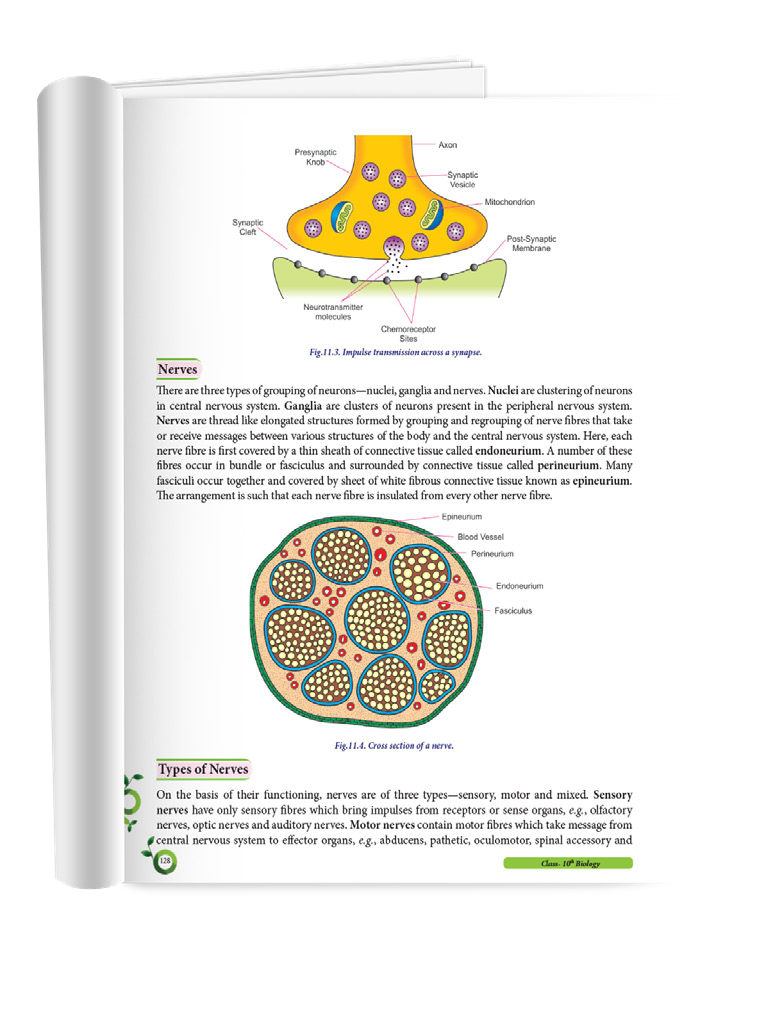 Axon
Presynaptic
Knob
Synaptic
Vesicle
Mitochondrion
Synaptic
Cleft
Post-Synaptic
Membrane
Neurotransmitter
molecules
Chemoreceptor
Sites
Fig.11.3. Impulse transmission across a synapse.
Nerves
There are three types of grouping of neurons—nuclei, ganglia and nerves. Nuclei are clustering of neurons
in central nervous system. Ganglia are clusters of neurons present in the peripheral nervous system.
Nerves are thread like elongated structures formed by grouping and regrouping of nerve fibres that take
or receive messages between various structures of the body and the central nervous system. Here, each
nerve fibre is first covered by a thin sheath of connective tissue called endoneurium. A number of these
fibres occur in bundle or fasciculus and surrounded by connective tissue called perineurium. Many
fasciculi occur together and covered by sheet of white fibrous connective tissue known as epineurium.
The arrangement is such that each nerve fibre is insulated from every other nerve fibre.
Epineurium
Blood Vessel
Perineurium
Endoneurium
Fasciculus
Fig.11.4. Cross section of a nerve.
Types of Nerves
On the basis of their functioning, nerves are of three types—sensory, motor and mixed. Sensory
nerves have only sensory fibres which bring impulses from receptors or sense organs, e.g., olfactory
nerves, optic nerves and auditory nerves. Motor nerves contain motor fibres which take message from
central nervous system to effector organs, e.g., abducens, pathetic, oculomotor, spinal accessory and
128
Class- 10th Biology